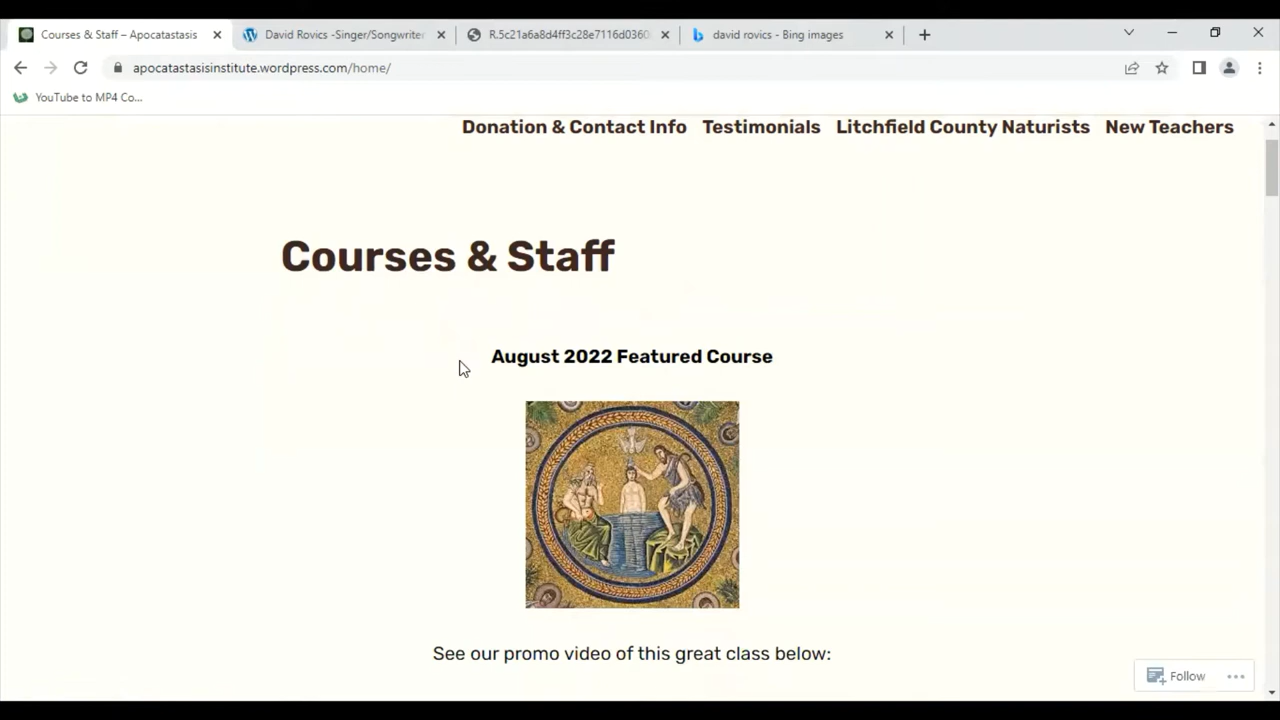 Courses & Staff – Apocatastasis
David Rovics -Singer/Songwriter
R.5c21a6a8d4ff3c28e7116d0360
david rovics - Bing images
apocatastasisinstitute.wordpress.com/home/
YouTube to MP4 Co...
Donation & Contact Info Testimonials Litchfield County Naturists New Teachers
Courses & Staff
August 2022 Featured Course
See our promo video of this great class below:
Follow